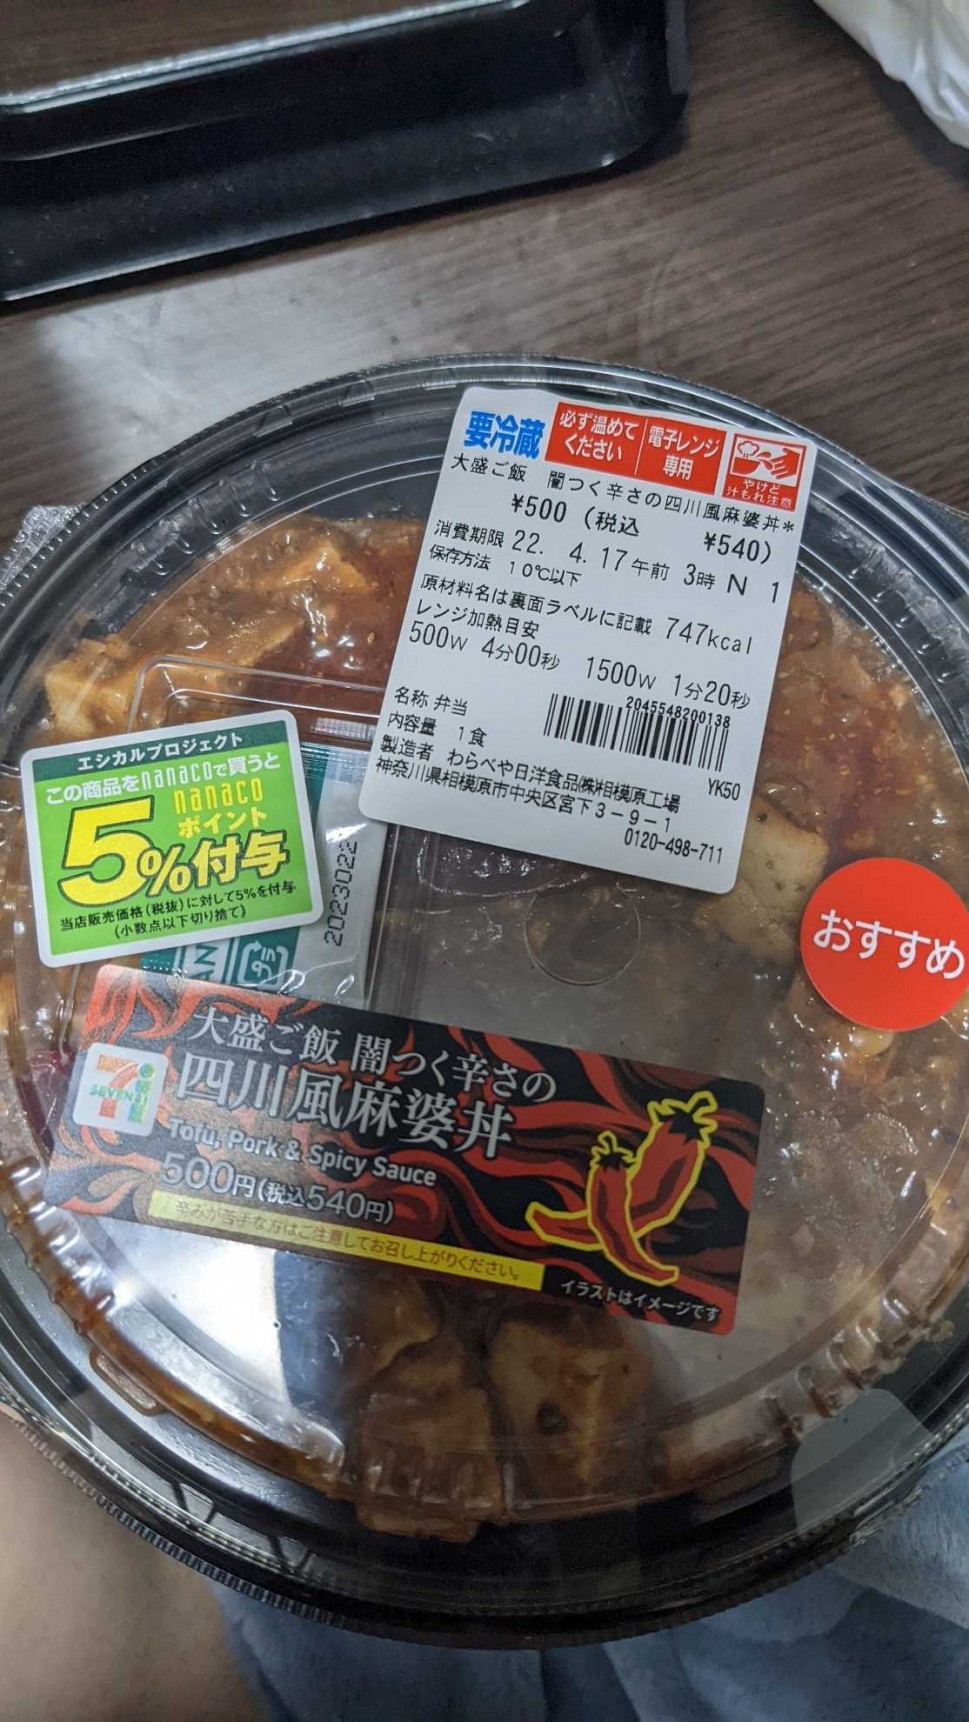 要冷蔵
必ず温めて
ください
電子レンジ
専用
やけど
汁もれ注意
大盛ご飯 闇つく辛さの四川風麻婆丼*
¥500 (税込 ¥540)
消費期限 22. 4. 17午前 3時 N 1
保存方法 10℃以下
原材料名は裏面ラベルに記載 747kcal
レンジ加熱目安
500W 4分00秒 1500W 1分20秒
2045548200138
名称 弁当
内容量 1食
製造者 わらべや日洋食品㈱相模原工場 YK50
神奈川県相模原市中央区宮下3-9-1
0120-498-711
エシカルプロジェクト
この商品をnanacoで買うと
nanaco
ポイント
5%付与
当店販売価格(税抜)に対して5%を付与
(小数点以下切り捨て)
2023022
プラ
おすすめ
大盛ご飯 闇つく辛さの
四川風麻婆丼
SEVEN
Tofu, Pork & Spicy Sauce
500円(税込540円)
辛みが苦手な方はご注意してお召し上がりください。
イラストはイメージです